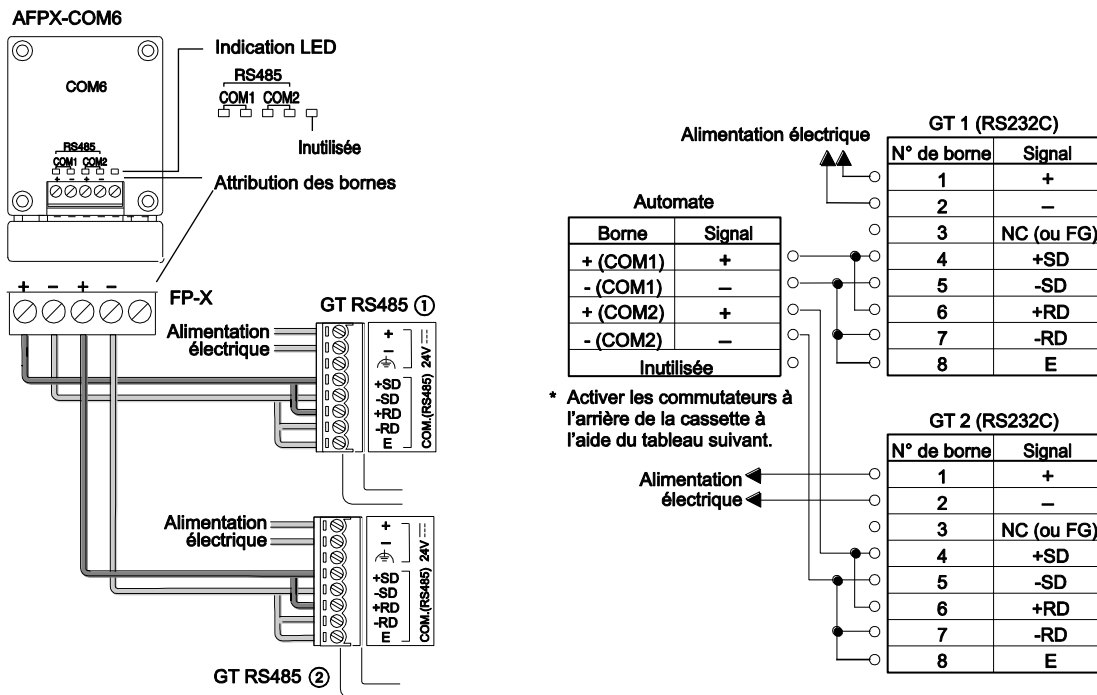 AFPX-COM6
COM6
RS485
COM1 COM2
+ − + −
Indication LED
RS485
COM1 COM2
Inutilisée
Attribution des bornes
+ − + −
FP-X
GT RS485 ①
Alimentation
électrique
+
−
24V
+SD
-SD
+RD
-RD
E
COM.(RS485)
Alimentation
électrique
+
−
24V
+SD
-SD
+RD
-RD
E
COM.(RS485)
GT RS485 ②
Automate
Borne Signal
+ (COM1) +
- (COM1) −
+ (COM2) +
- (COM2) −
Inutilisée
* Activer les commutateurs à
l'arrière de la cassette à
l'aide du tableau suivant.
Alimentation électrique
GT 1 (RS232C)
N° de borne Signal
1 +
2 −
3 NC (ou FG)
4 +SD
5 -SD
6 +RD
7 -RD
8 E
Alimentation
électrique
GT 2 (RS232C)
N° de borne Signal
1 +
2 −
3 NC (ou FG)
4 +SD
5 -SD
6 +RD
7 -RD
8 E